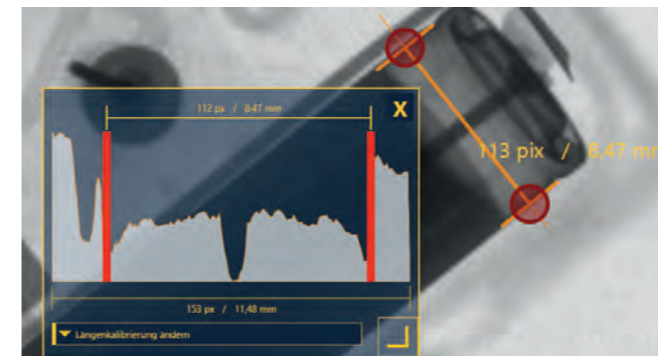 112 px / 8.47 mm
X
113 pix / 8,47 mm
153 px / 11,48 mm
Längenkalibrierung ändern